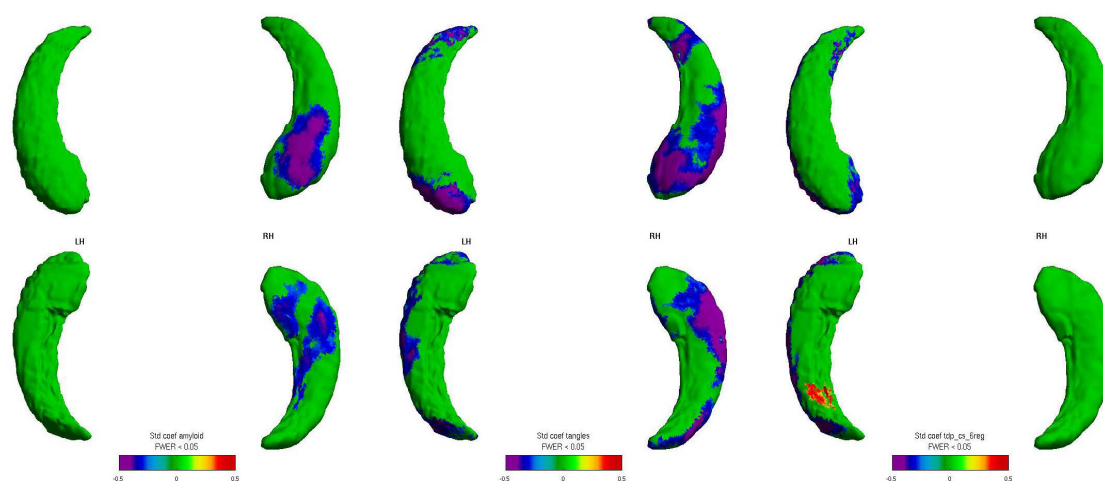 LH
RH
LH
RH
LH
RH
Std coef amyloid
FWER < 0.05
-0.5 0 0.5
Std coef tangles
FWER < 0.05
-0.5 0 0.5
Std coef tdp_cs_6reg
FWER < 0.05
-0.5 0 0.5